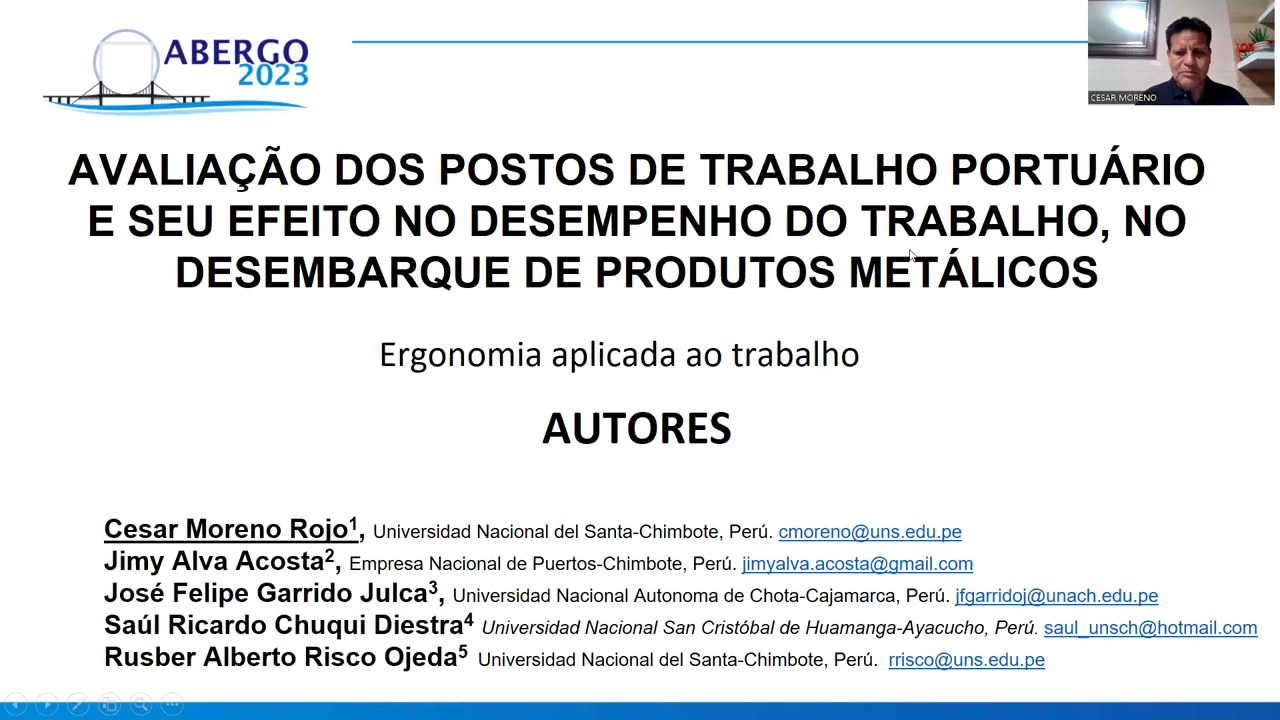 ABERGO
2023
CESAR MORENO
AVALIAÇÃO DOS POSTOS DE TRABALHO PORTUÁRIO
E SEU EFEITO NO DESEMPENHO DO TRABALHO, NO
DESEMBARQUE DE PRODUTOS METÁLICOS
Ergonomia aplicada ao trabalho
AUTORES
Cesar Moreno Rojo¹, Universidad Nacional del Santa-Chimbote, Perú. cmoreno@uns.edu.pe
Jimy Alva Acosta², Empresa Nacional de Puertos-Chimbote, Perú. jimyalva.acosta@gmail.com
José Felipe Garrido Julca³, Universidad Nacional Autonoma de Chota-Cajamarca, Perú. jfgarridoj@unach.edu.pe
Saúl Ricardo Chuqui Diestra⁴ Universidad Nacional San Cristóbal de Huamanga-Ayacucho, Perú. saul_unsch@hotmail.com
Rusber Alberto Risco Ojeda⁵ Universidad Nacional del Santa-Chimbote, Perú. rrisco@uns.edu.pe